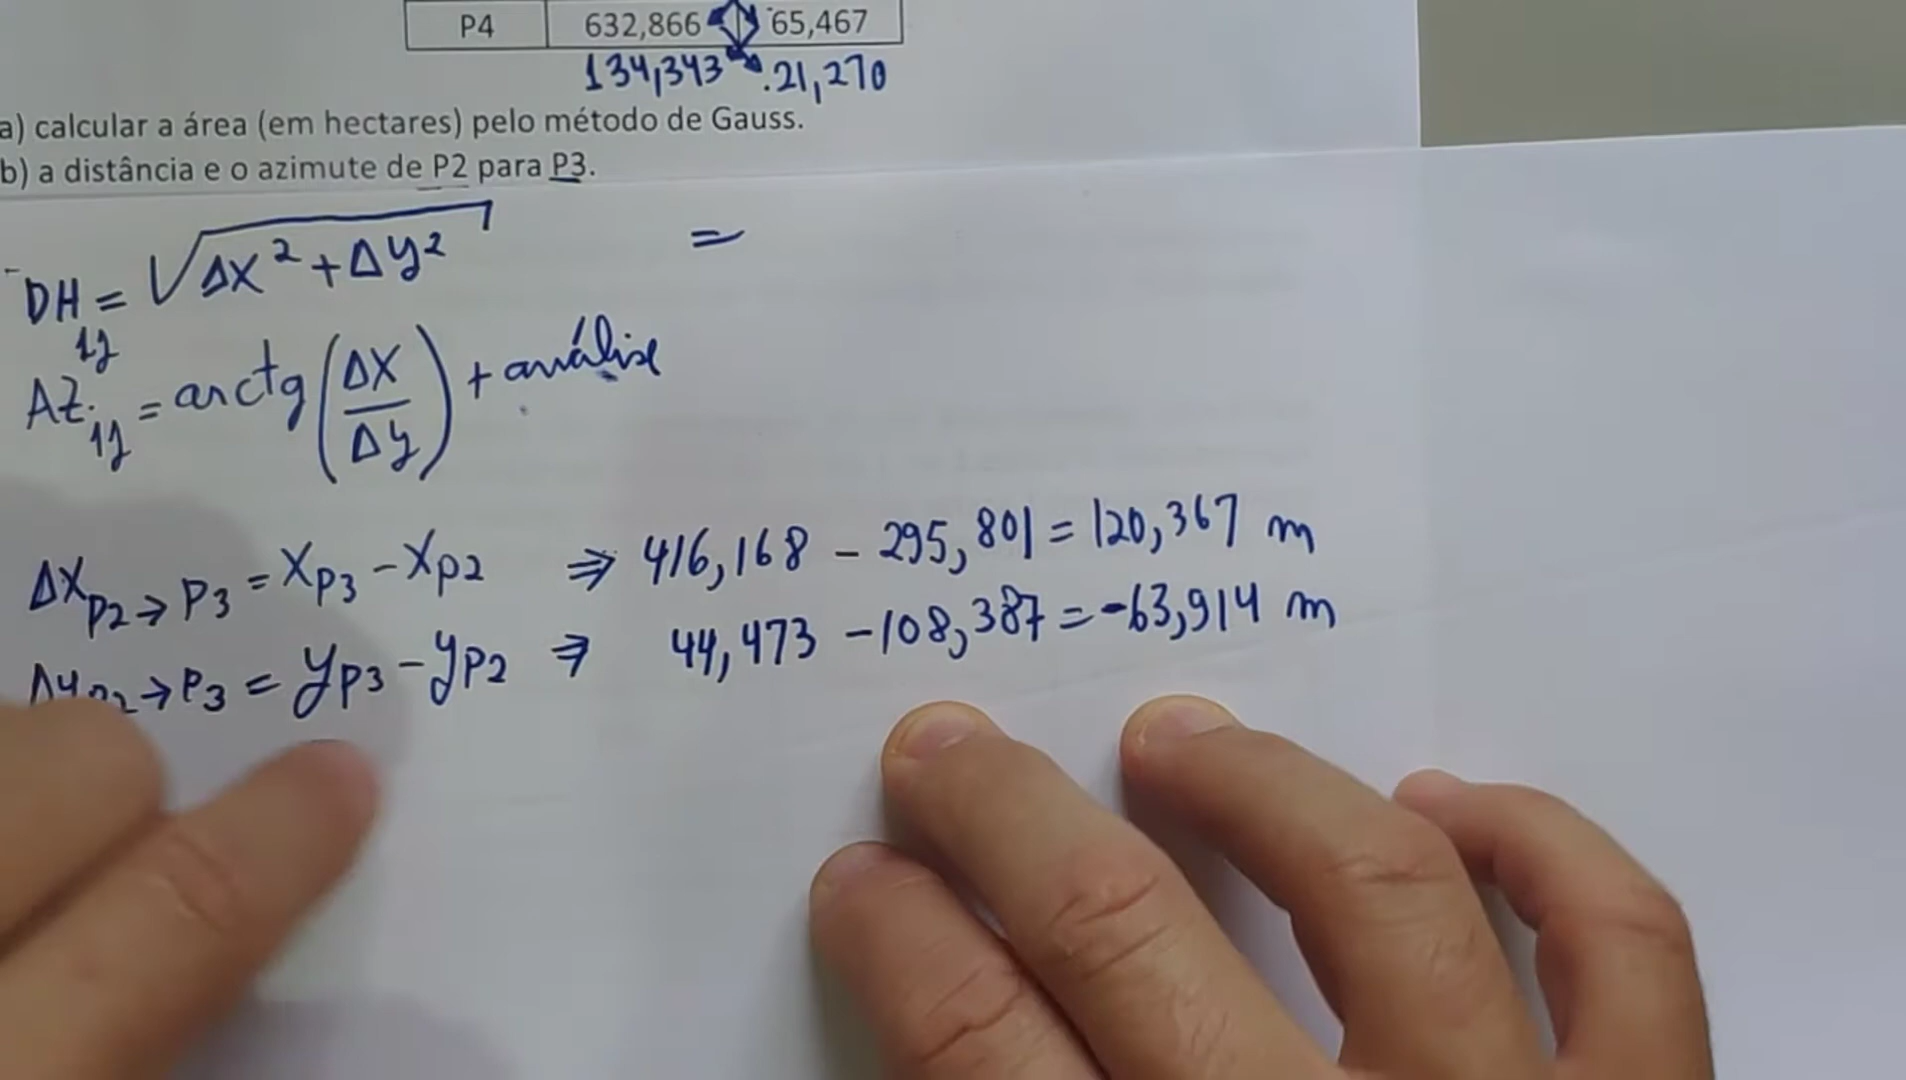 P4 632,866 65,467
134,343 .21,270
a) calcular a área (em hectares) pelo método de Gauss.
b) a distância e o azimute de P2 para P3.
DH = √ΔX² + Δy² =
Az = arctg (ΔX/Δy) + análise
ΔX P2→P3 = XP3 - XP2 ⇒ 416,168 - 295,801 = 120,367 m
Δy P2→P3 = yP3 - yP2 ⇒ 44,473 - 108,387 = -63,914 m